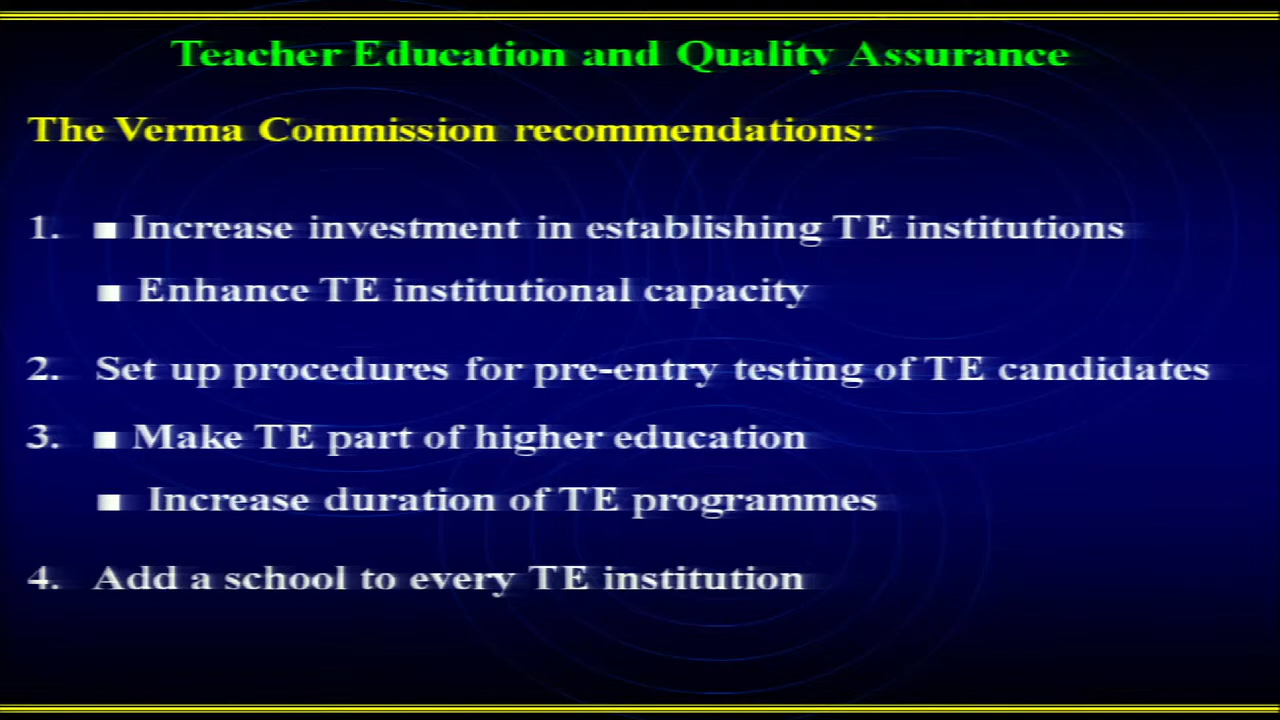 Teacher Education and Quality Assurance
The Verma Commission recommendations:
1. ■ Increase investment in establishing TE institutions
■ Enhance TE institutional capacity
2. Set up procedures for pre-entry testing of TE candidates
3. ■ Make TE part of higher education
■ Increase duration of TE programmes
4. Add a school to every TE institution